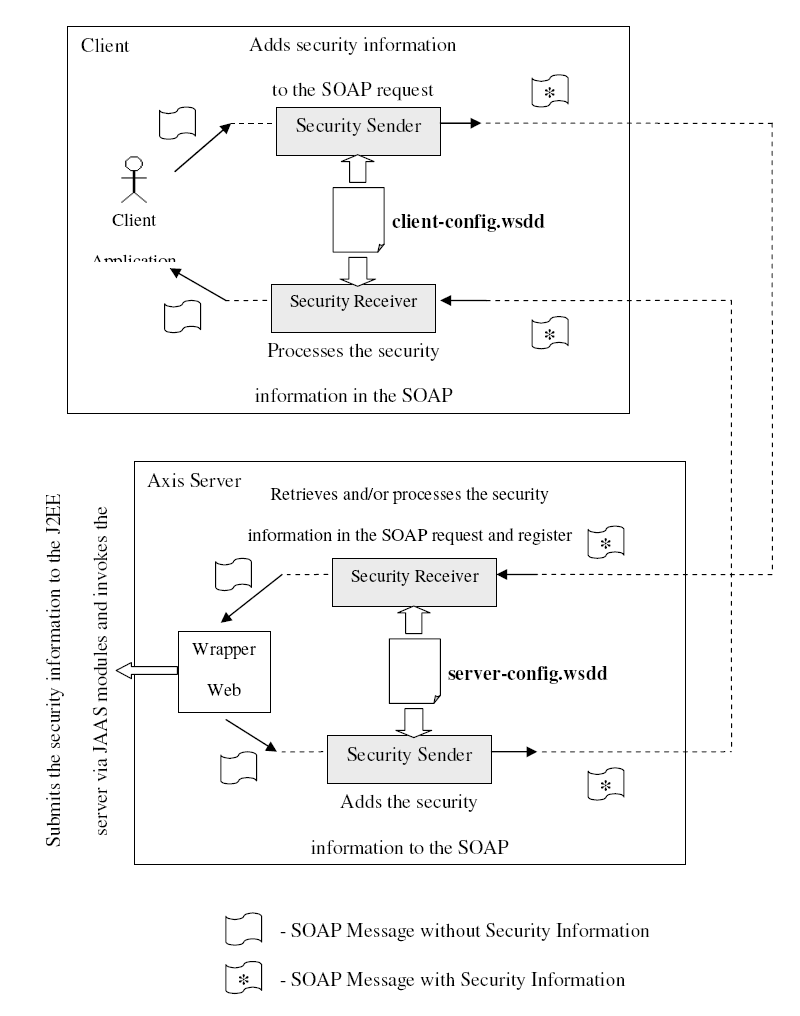 Client
Adds security information
to the SOAP request
*
Security Sender
Client
Application
client-config.wsdd
Security Receiver
*
Processes the security
information in the SOAP
Axis Server
Retrieves and/or processes the security
information in the SOAP request and register
*
Security Receiver
Wrapper
Web
server-config.wsdd
Security Sender
*
Adds the security
information to the SOAP
Submits the security information to the J2EE
server via JAAS modules and invokes the
- SOAP Message without Security Information
* - SOAP Message with Security Information